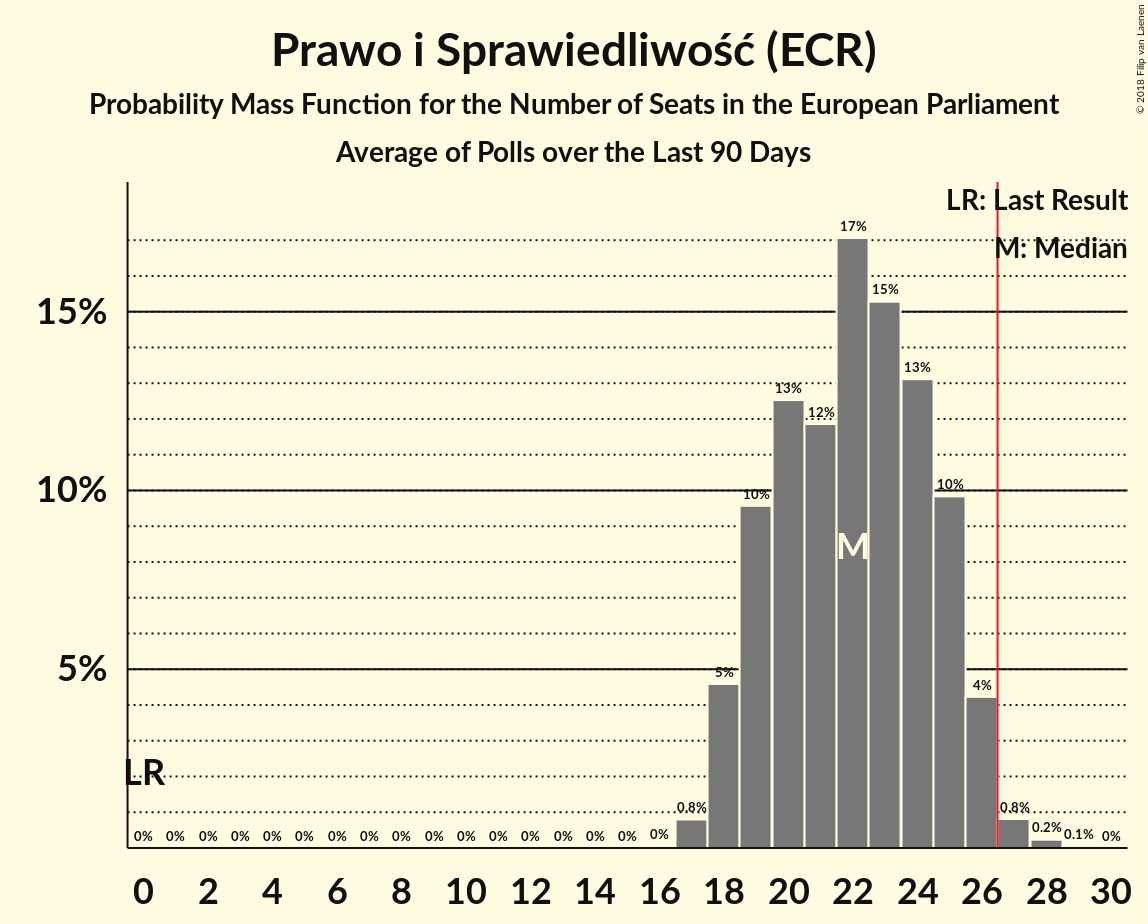 Prawo i Sprawiedliwość (ECR)
Probability Mass Function for the Number of Seats in the European Parliament
Average of Polls over the Last 90 Days
© 2018 Filip van Laenen
LR: Last Result
M: Median
17%
15%
15%
13%
13%
12%
10%
10%
10%
M
5%
5%
4%
LR
0% 0% 0% 0% 0% 0% 0% 0% 0% 0% 0% 0% 0% 0% 0% 0% 0% 0.8% 0.8% 0.2% 0.1% 0%
0 2 4 6 8 10 12 14 16 18 20 22 24 26 28 30